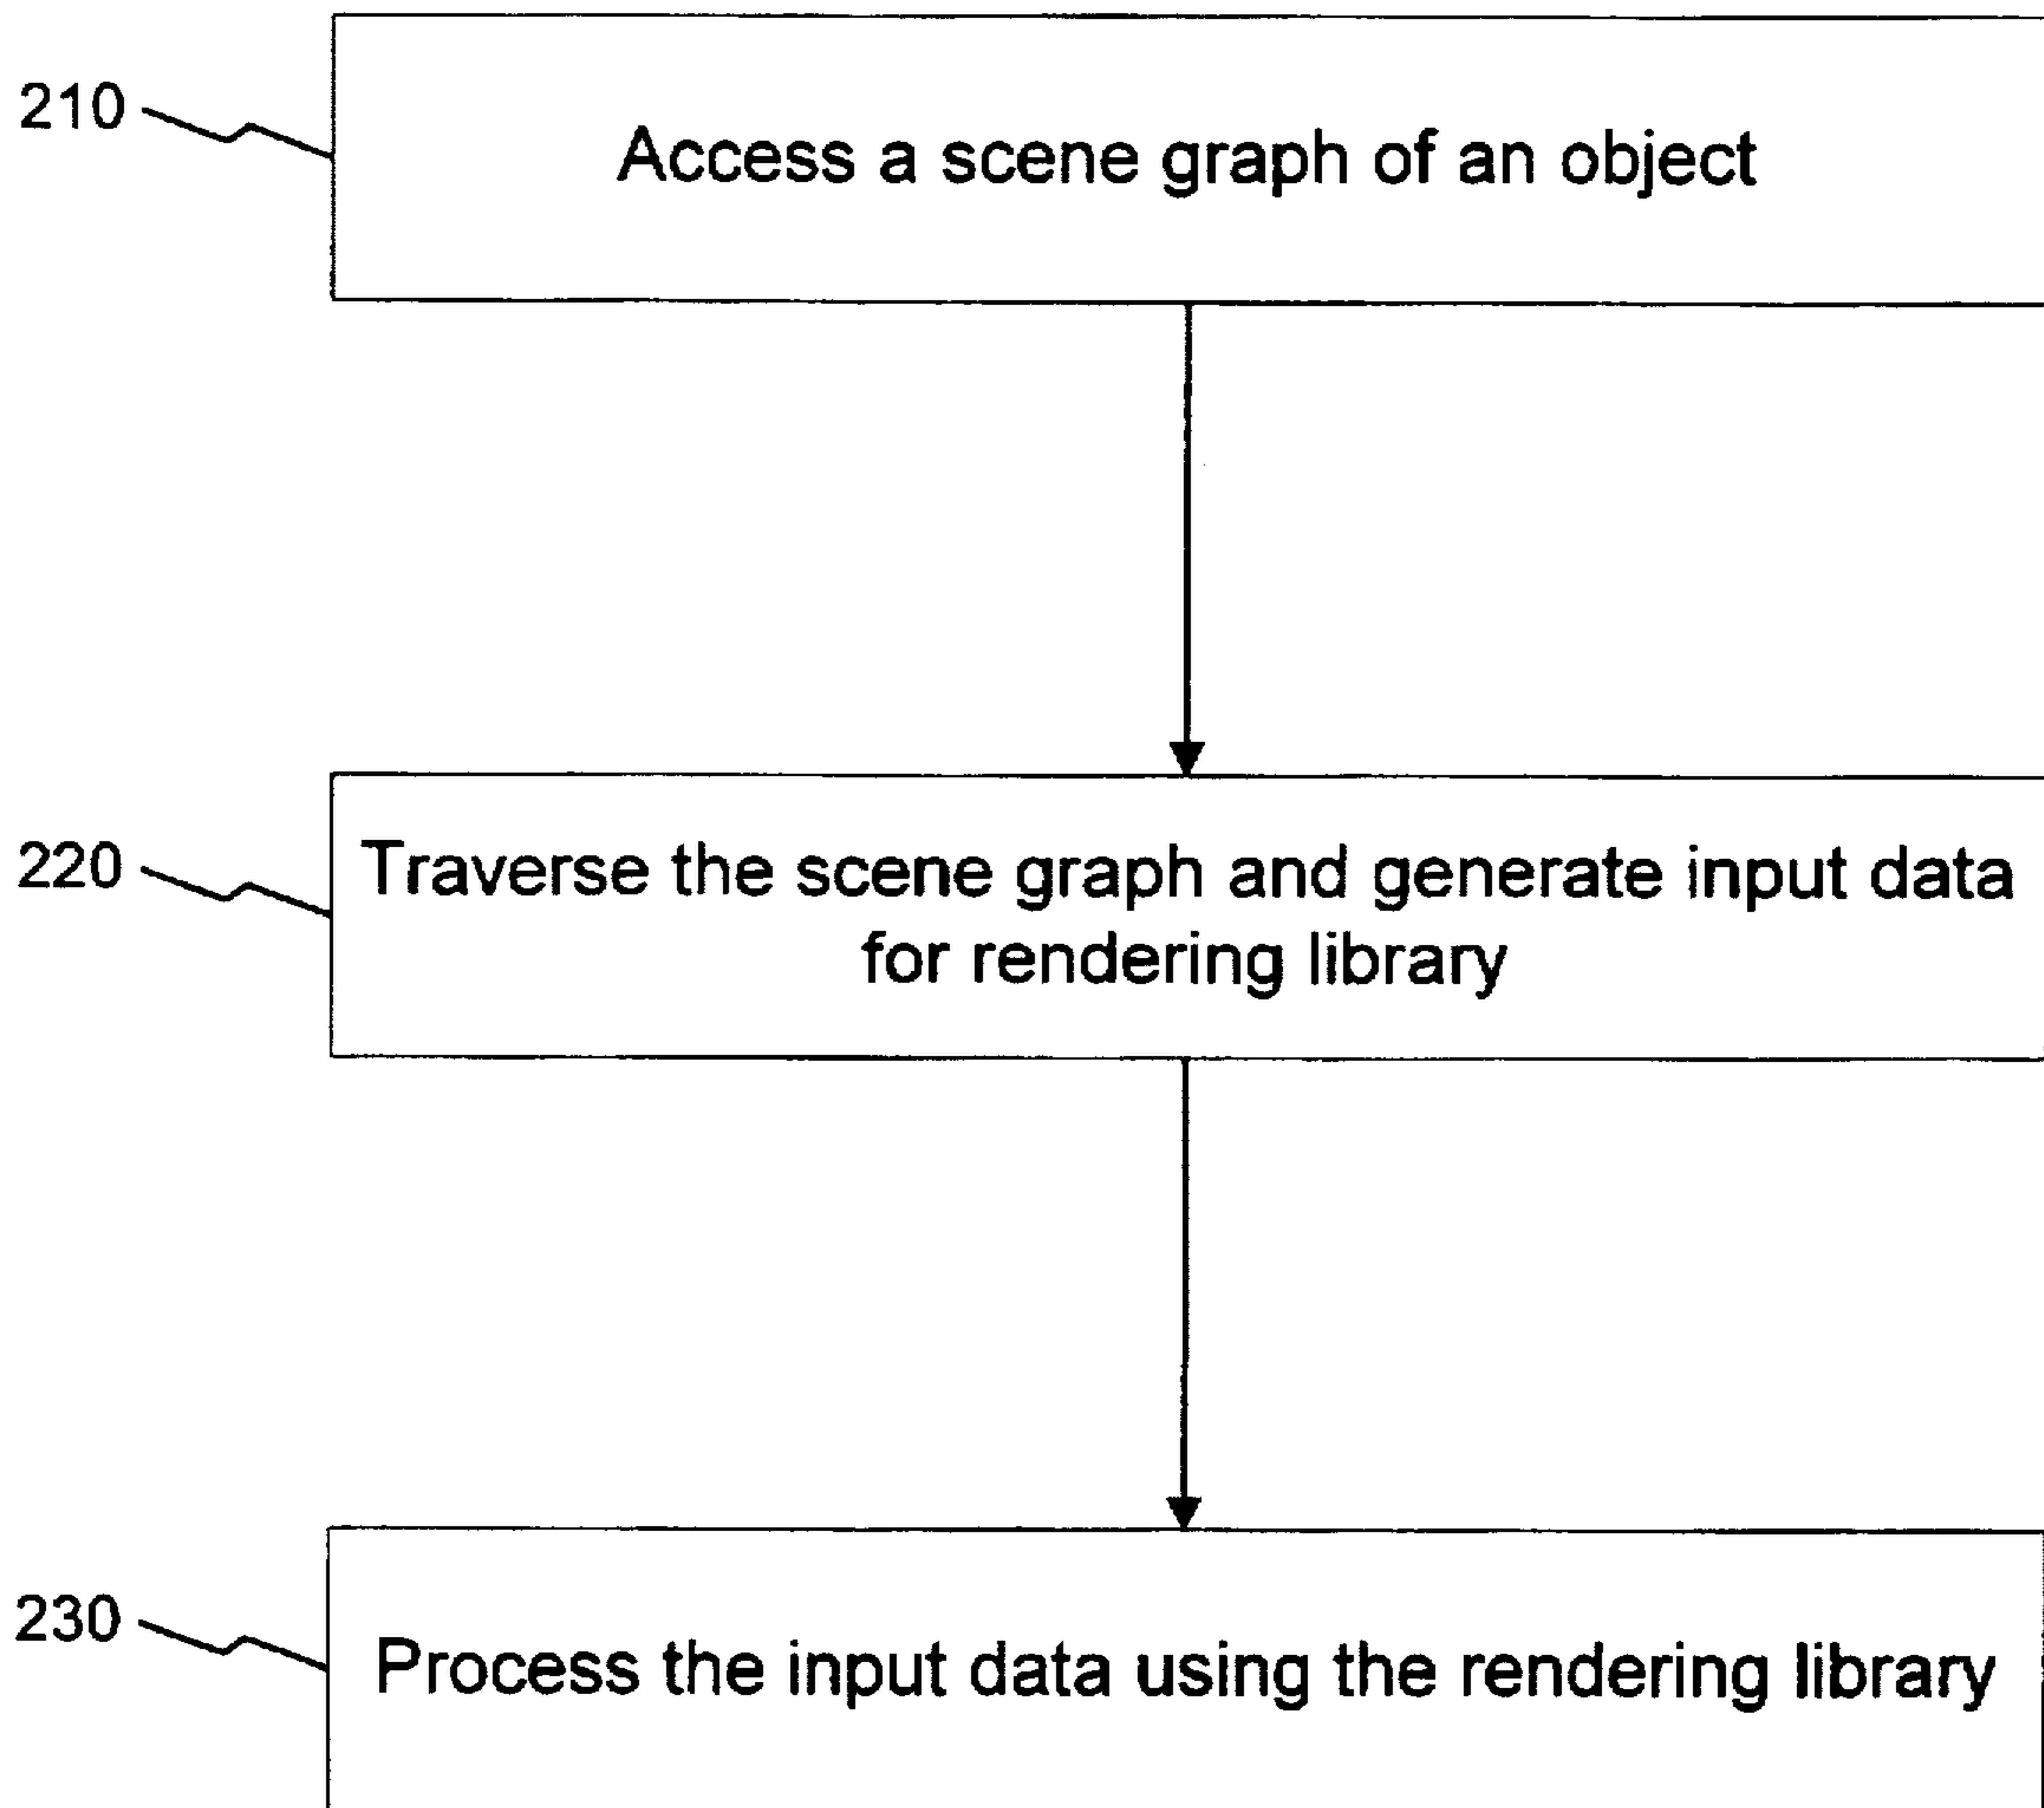 210
Access a scene graph of an object
220
Traverse the scene graph and generate input data
for rendering library
230
Process the input data using the rendering library